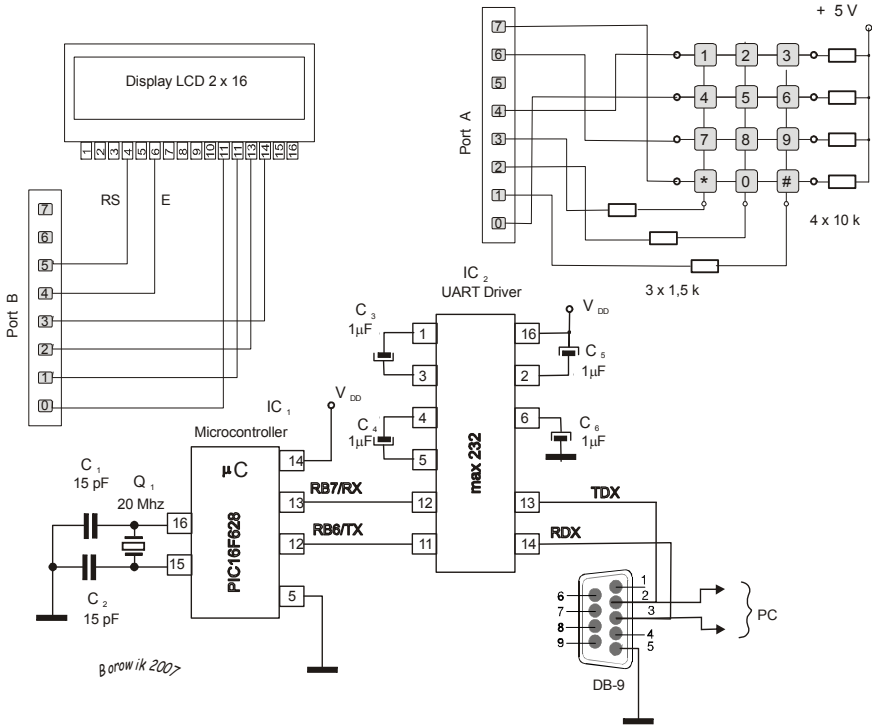 Display LCD 2 x 16
1 2 3 4 5 6 7 8 9 10 11 11 13 14 15 16
RS E
Port B
7
6
5
4
3
2
1
0
Port A
7
6
5
4
3
2
1
0
+ 5 V
1 2 3
4 5 6
7 8 9
* 0 #
4 x 10 k
3 x 1,5 k
IC 2
UART Driver
C 3
1µF
C 4
1µF
1
3
4
5
12
11
max 232
16
2
6
13
14
V DD
C 5
1µF
C 6
1µF
TDX
RDX
IC 1
Microcontroller
V DD
µC
PIC16F628
14
13
12
5
16
15
RB7/RX
RB6/TX
C 1
15 pF
Q 1
20 Mhz
C 2
15 pF
Borowik 2007
1
2
3
4
5
6
7
8
9
DB-9
PC